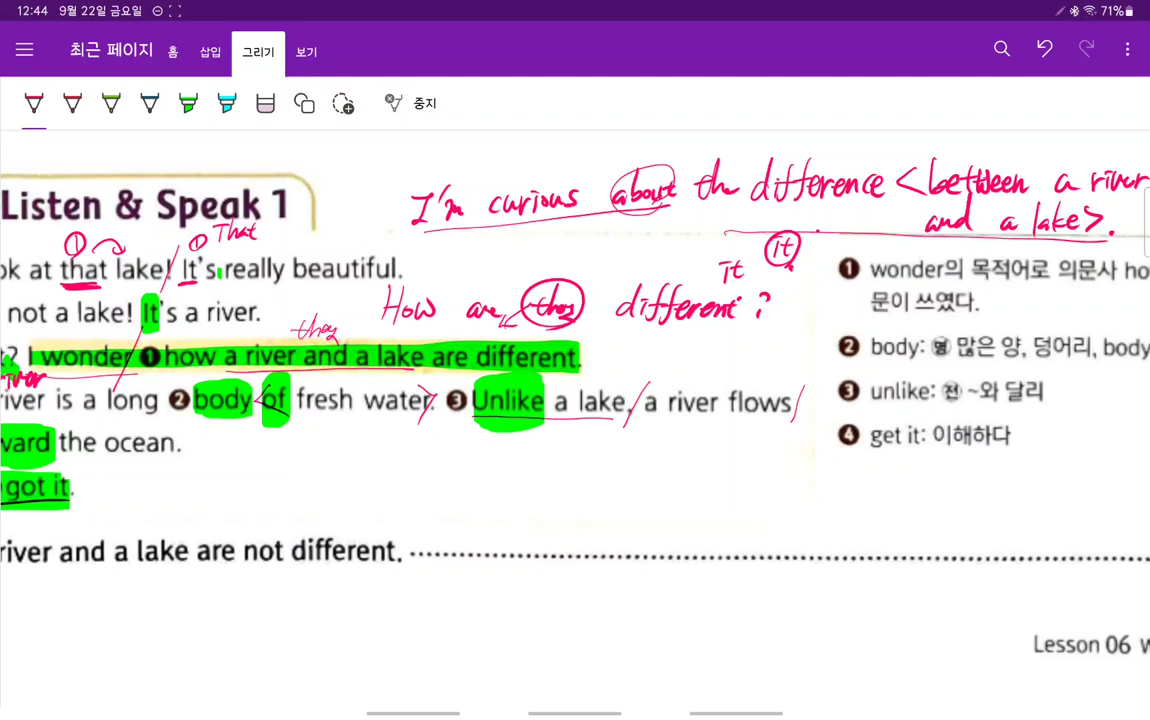 12:44 9월 22일 금요일 71%
최근 페이지 홈 삽입 그리기 보기
중지
I'm curious about the difference <between a river
and a lake>.
Listen & Speak 1
① ① That it
ok at that lake! / It's really beautiful. It
❶ wonder의 목적어로 의문사 ho
문이 쓰였다.
not a lake! It's a river.
How are they different?
they
? I wonder ❶ how a river and a lake are different.
❷ body: 명 많은 양, 덩어리, body
river
river is a long ❷ body <of fresh water.> ❸ Unlike a lake, / a river flows /
❸ unlike: 전 ~와 달리
ward the ocean.
❹ get it: 이해하다
got it.
river and a lake are not different.
Lesson 06 W